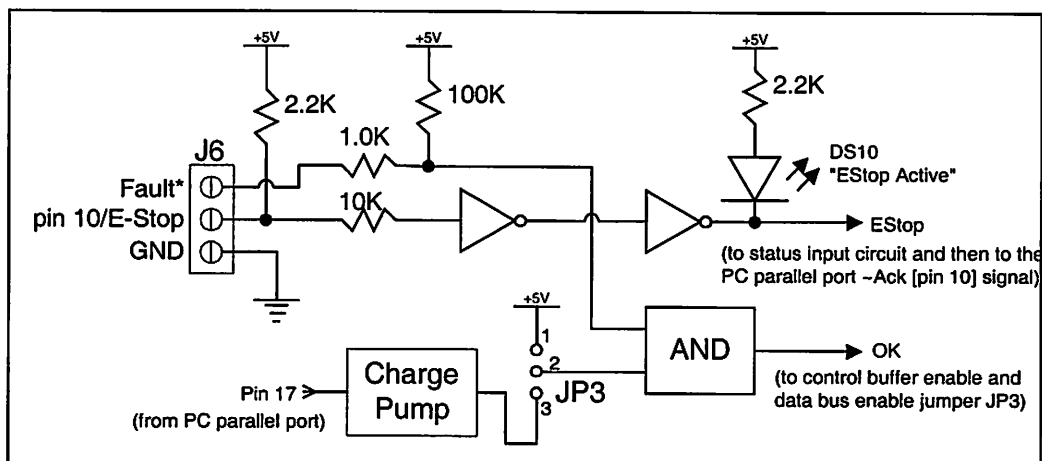 +5V
+5V
+5V
2.2K
100K
2.2K
J6
1.0K
Fault*
10K
pin 10/E-Stop
GND
DS10
"EStop Active"
EStop
(to status input circuit and then to the
PC parallel port ~Ack [pin 10] signal)
+5V
1
2
3
JP3
AND
OK
(to control buffer enable and
data bus enable jumper JP3)
Pin 17
(from PC parallel port)
Charge
Pump